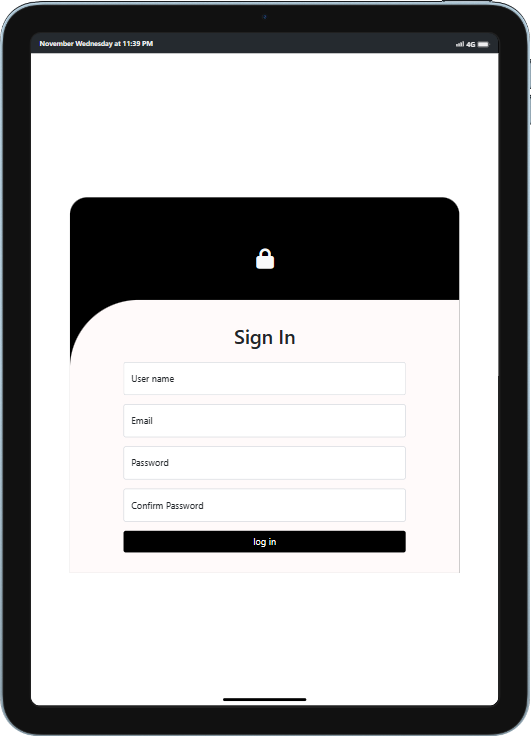 November Wednesday at 11:39 PM
4G
Sign In
User name
Email
Password
Confirm Password
log in